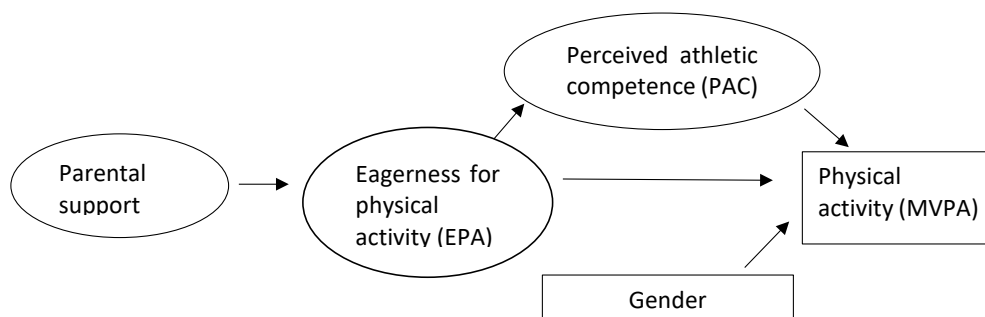 Perceived athletic
competence (PAC)
Parental
support
Eagerness for
physical
activity (EPA)
Physical
activity (MVPA)
Gender